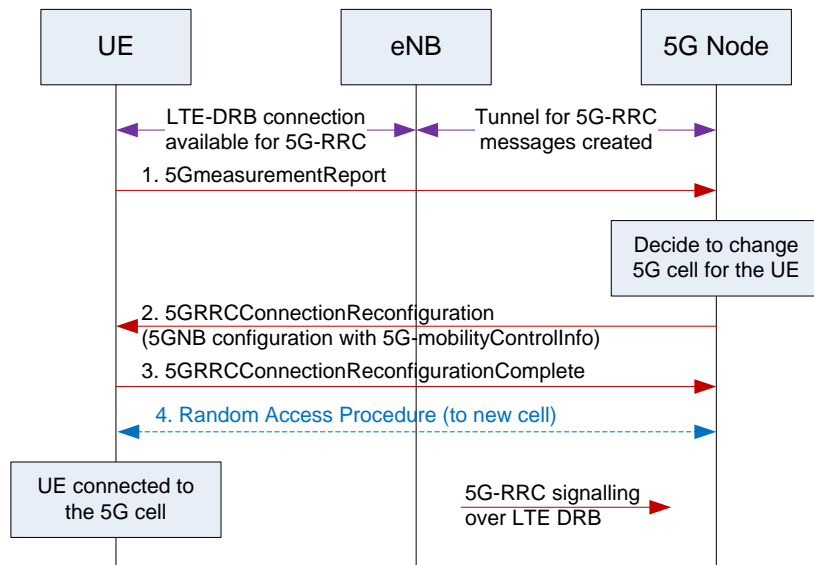 UE
eNB
5G Node
LTE-DRB connection
available for 5G-RRC
Tunnel for 5G-RRC
messages created
1. 5GmeasurementReport
Decide to change
5G cell for the UE
2. 5GRRCConnectionReconfiguration
(5GNB configuration with 5G-mobilityControlInfo)
3. 5GRRCConnectionReconfigurationComplete
4. Random Access Procedure (to new cell)
UE connected to
the 5G cell
5G-RRC signalling
over LTE DRB